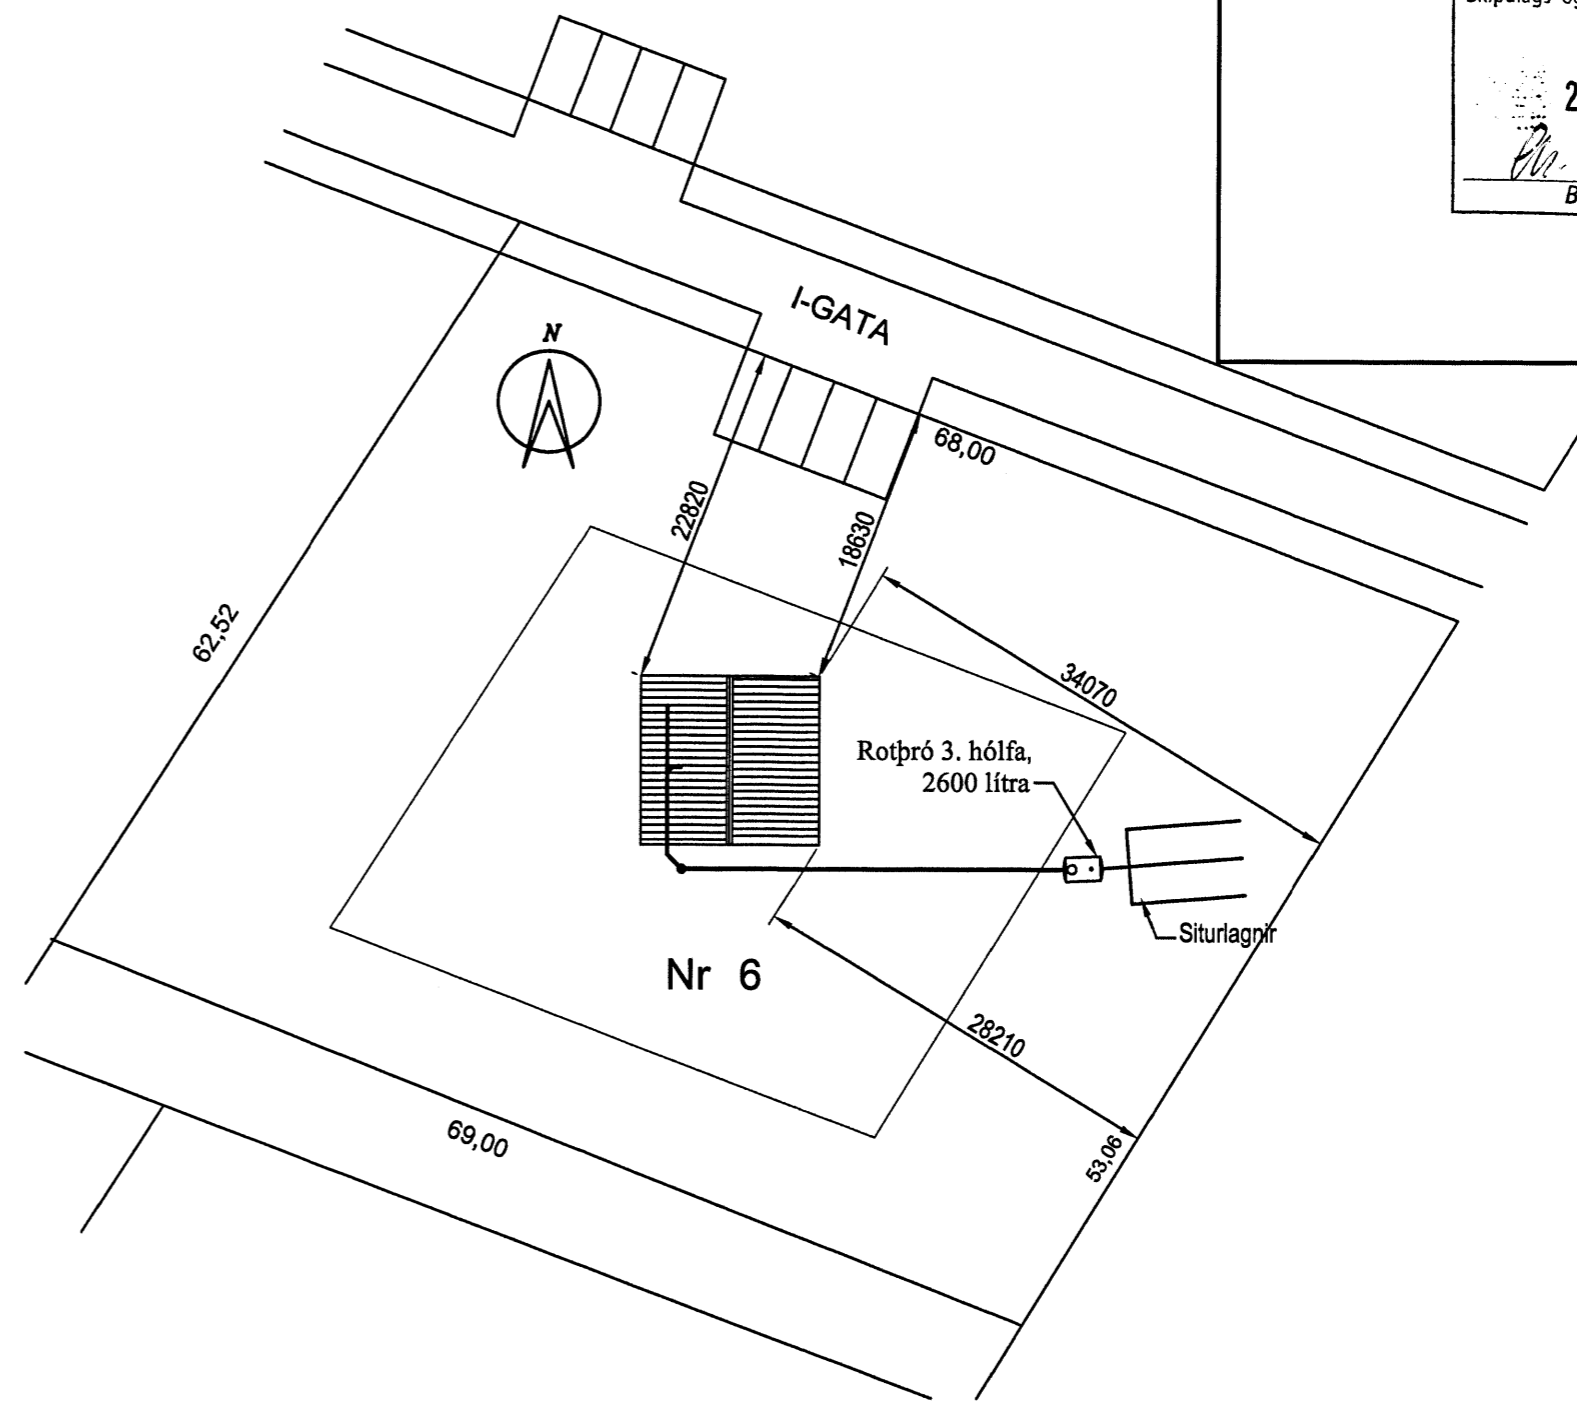 2
B
I-GATA
N
68,00
22820
18630
62,52
34070
Rotþró 3. hólfa,
2600 lítra
Siturlagnir
Nr 6
28210
53,06
69,00